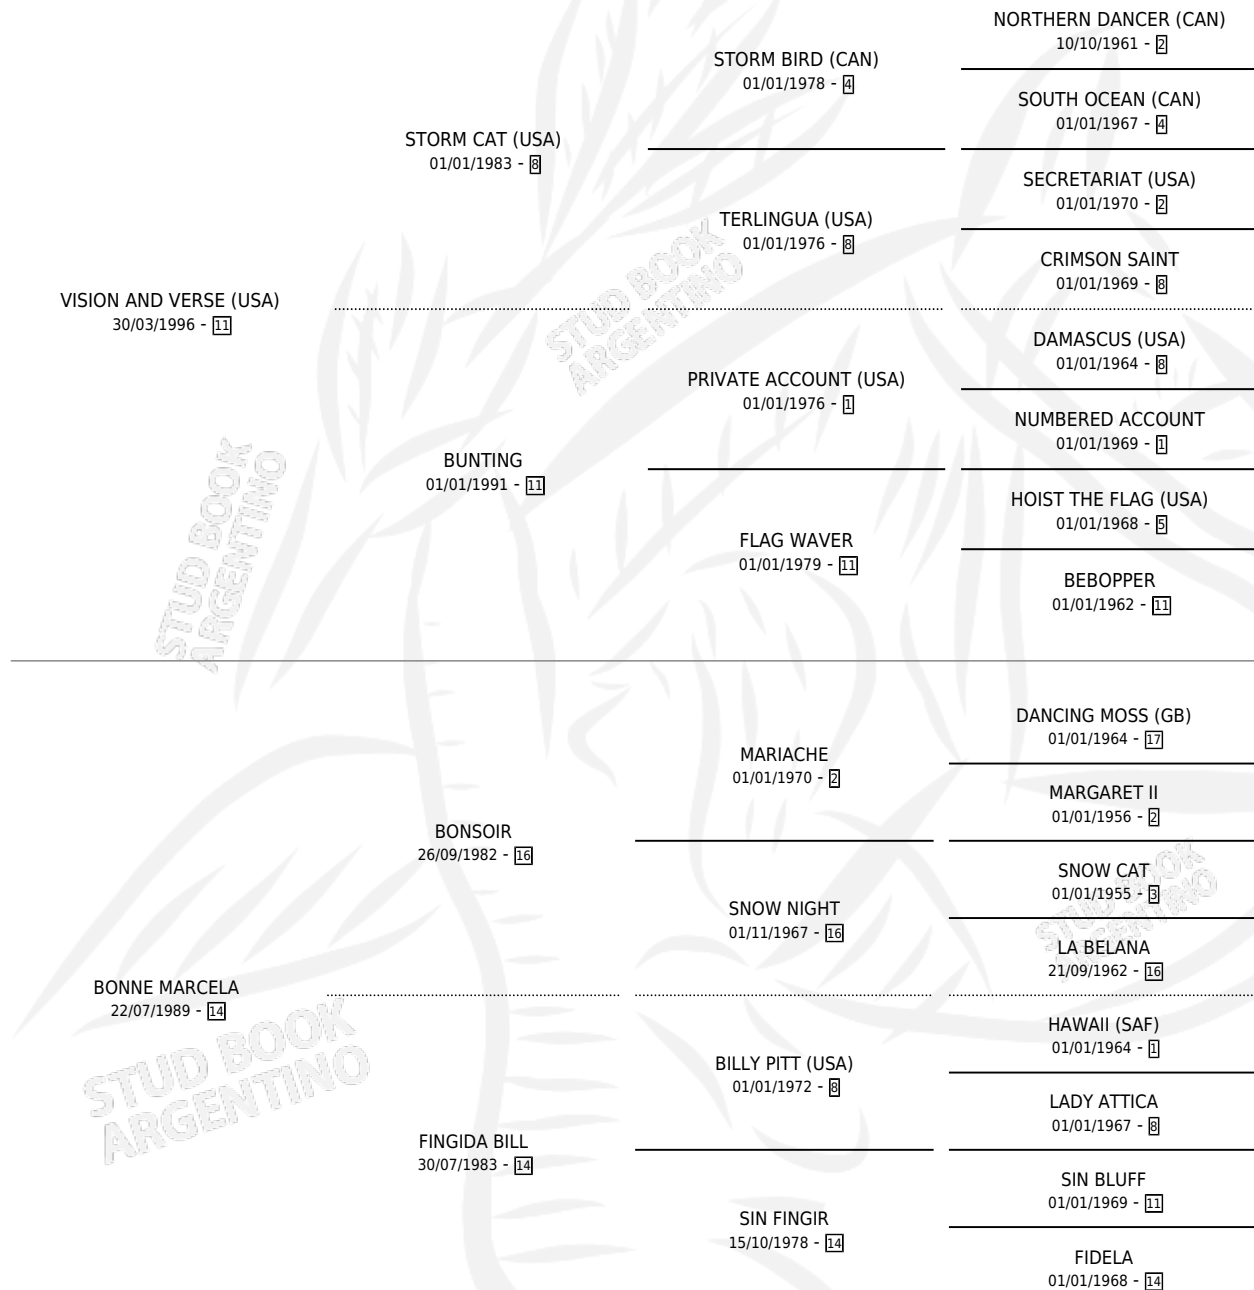 NORTHERN DANCER (CAN)
10/10/1961 - 2
STORM BIRD (CAN)
01/01/1978 - 4
SOUTH OCEAN (CAN)
01/01/1967 - 4
STORM CAT (USA)
01/01/1983 - 8
SECRETARIAT (USA)
01/01/1970 - 2
TERLINGUA (USA)
01/01/1976 - 8
CRIMSON SAINT
01/01/1969 - 8
VISION AND VERSE (USA)
30/03/1996 - 11
STUD BOOK
ARGENTINO
DAMASCUS (USA)
01/01/1964 - 8
PRIVATE ACCOUNT (USA)
01/01/1976 - 1
NUMBERED ACCOUNT
01/01/1969 - 1
BUNTING
01/01/1991 - 11
HOIST THE FLAG (USA)
01/01/1968 - 5
FLAG WAVER
01/01/1979 - 11
BEBOPPER
01/01/1962 - 11
STUD BOOK
ARGENTINO
DANCING MOSS (GB)
01/01/1964 - 17
MARIACHE
01/01/1970 - 2
MARGARET II
01/01/1956 - 2
BONSOIR
26/09/1982 - 16
SNOW CAT
01/01/1955 - 3
SNOW NIGHT
01/11/1967 - 16
LA BELANA
21/09/1962 - 16
STUD BOOK
ARGENTINO
BONNE MARCELA
22/07/1989 - 14
HAWAII (SAF)
01/01/1964 - 1
BILLY PITT (USA)
01/01/1972 - 8
LADY ATTICA
01/01/1967 - 8
STUD BOOK
ARGENTINO
FINGIDA BILL
30/07/1983 - 14
SIN BLUFF
01/01/1969 - 11
SIN FINGIR
15/10/1978 - 14
FIDELA
01/01/1968 - 14